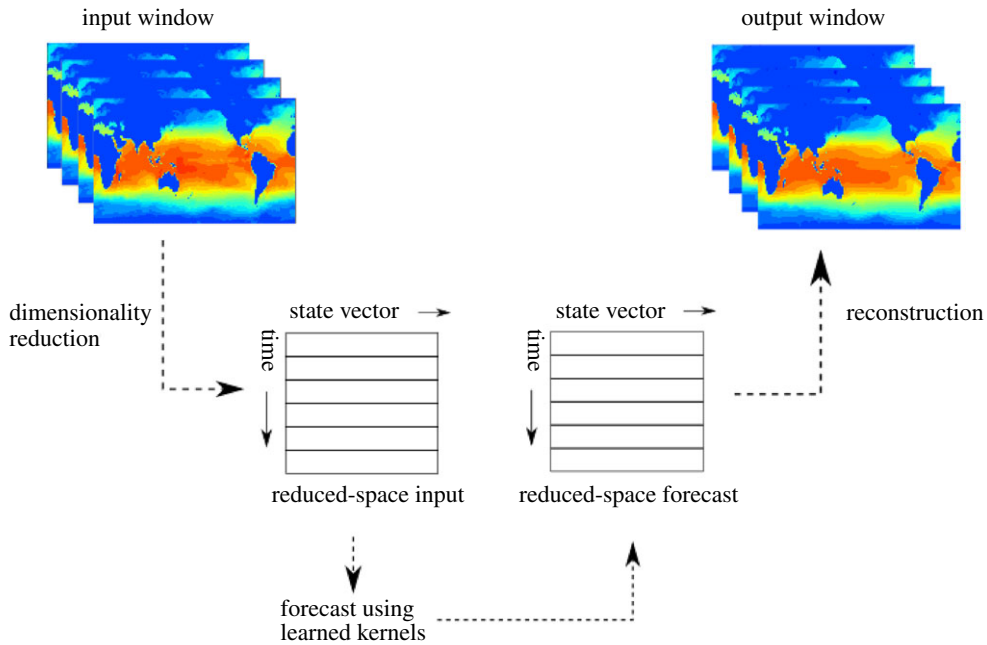 input window
output window
dimensionality
reduction
state vector
time
reduced-space input
state vector
time
reduced-space forecast
reconstruction
forecast using
learned kernels